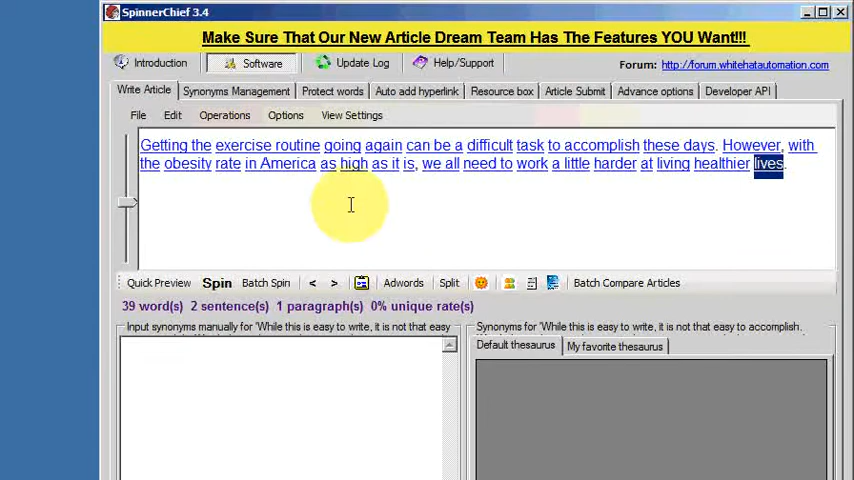 SpinnerChief 3.4
Make Sure That Our New Article Dream Team Has The Features YOU Want!!!
Introduction Software Update Log Help/Support Forum: http://forum.whitehatautomation.com
Write Article Synonyms Management Protect words Auto add hyperlink Resource box Article Submit Advance options Developer API
File Edit Operations Options View Settings
Getting the exercise routine going again can be a difficult task to accomplish these days. However, with
the obesity rate in America as high as it is, we all need to work a little harder at living healthier lives.
Quick Preview Spin Batch Spin < > Adwords Split Batch Compare Articles
39 word(s) 2 sentence(s) 1 paragraph(s) 0% unique rate(s)
Input synonyms manually for 'While this is easy to write, it is not that easy
Synonyms for 'While this is easy to write, it is not that easy to accomplish.
Default thesaurus My favorite thesaurus